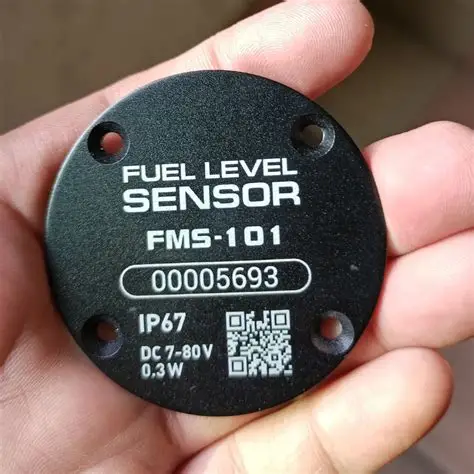 FUEL LEVEL
SENSOR
FMS-101
00005693
IP67
DC 7-80V
0.3W